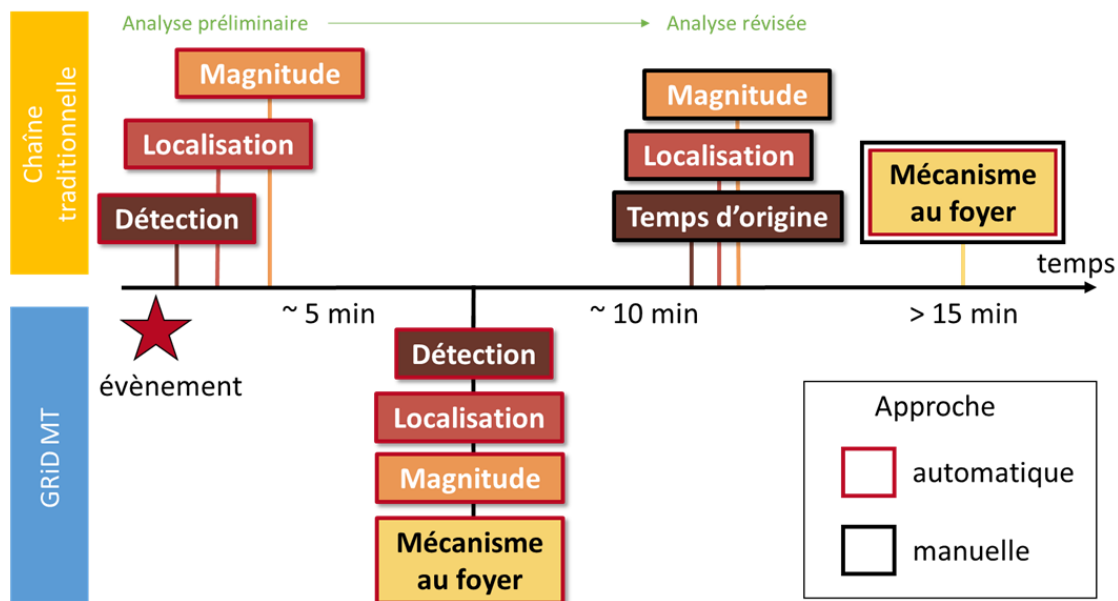 Analyse préliminaire
Analyse révisée
Chaîne
traditionnelle
Magnitude
Localisation
Détection
Magnitude
Localisation
Temps d'origine
Mécanisme
au foyer
temps
~ 5 min
~ 10 min
> 15 min
évènement
GRiD MT
Détection
Localisation
Magnitude
Mécanisme
au foyer
Approche
automatique
manuelle